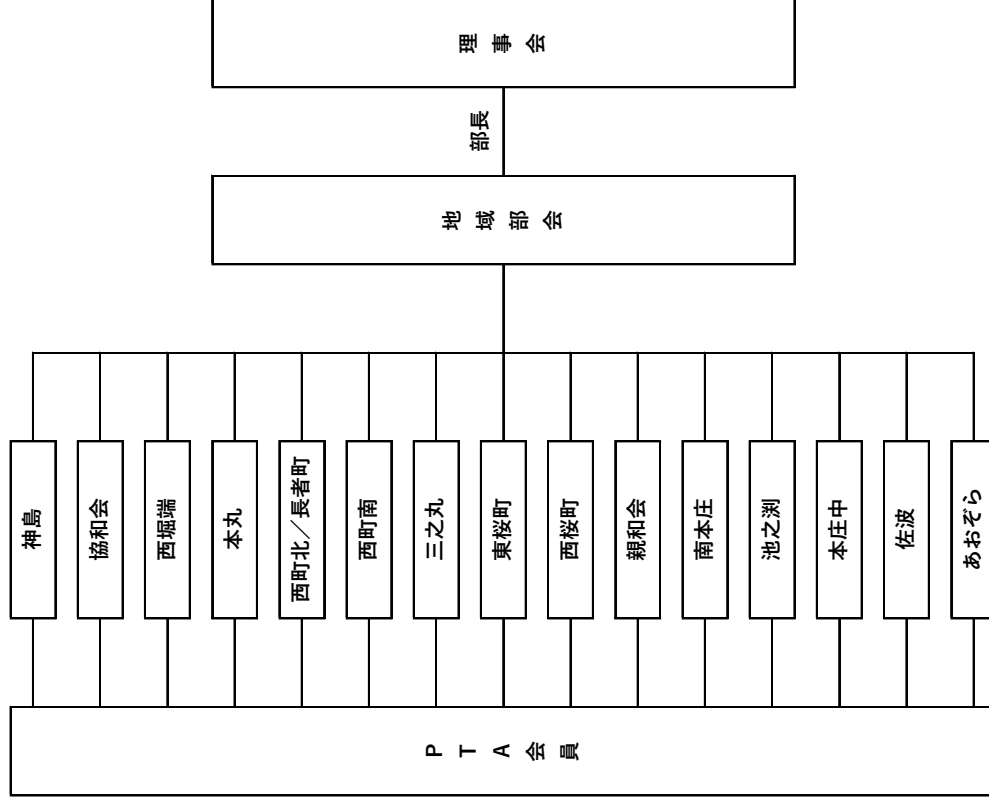 理事会
部長
地域部会
神島
協和会
西堀端
本丸
西町北／長者町
西町南
三之丸
東桜町
西桜町
親和会
南本庄
池之渕
本庄中
佐波
あおぞら
ＰＴＡ会員